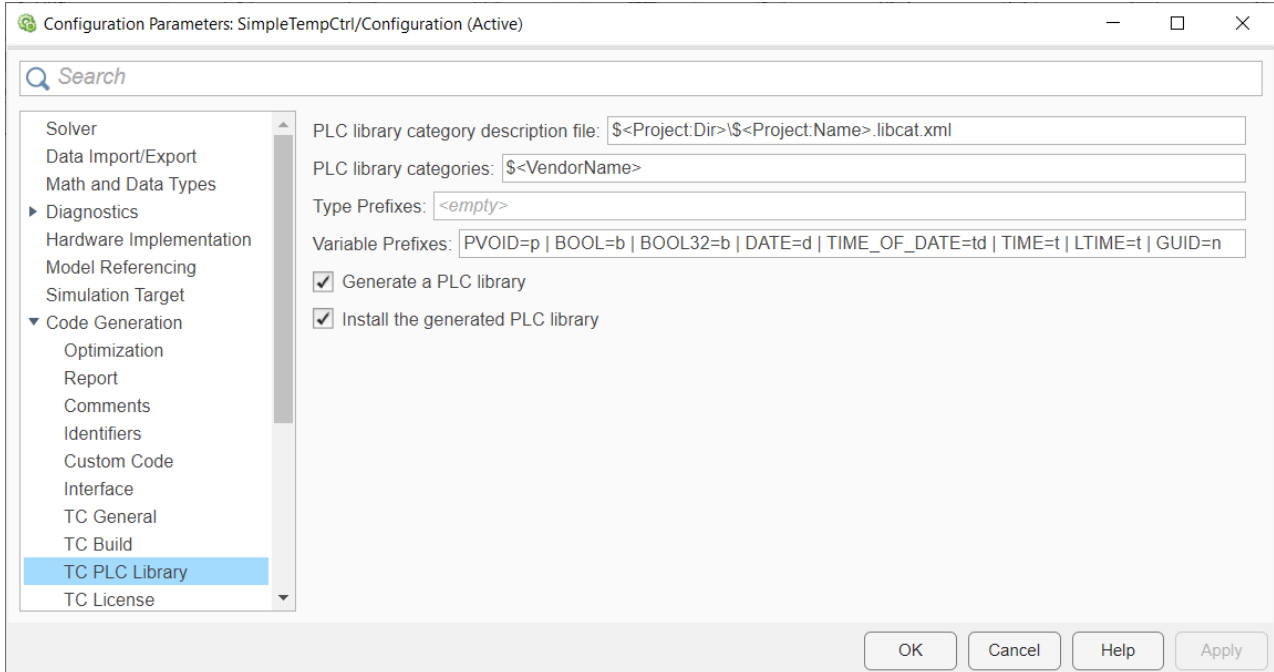 Configuration Parameters: SimpleTempCtrl/Configuration (Active)
Search
Solver
Data Import/Export
Math and Data Types
Diagnostics
Hardware Implementation
Model Referencing
Simulation Target
Code Generation
Optimization
Report
Comments
Identifiers
Custom Code
Interface
TC General
TC Build
TC PLC Library
TC License
PLC library category description file: $<Project:Dir>\$<Project:Name>.libcat.xml
PLC library categories: $<VendorName>
Type Prefixes: <empty>
Variable Prefixes: PVOID=p | BOOL=b | BOOL32=b | DATE=d | TIME_OF_DATE=td | TIME=t | LTIME=t | GUID=n
Generate a PLC library
Install the generated PLC library
OK Cancel Help Apply